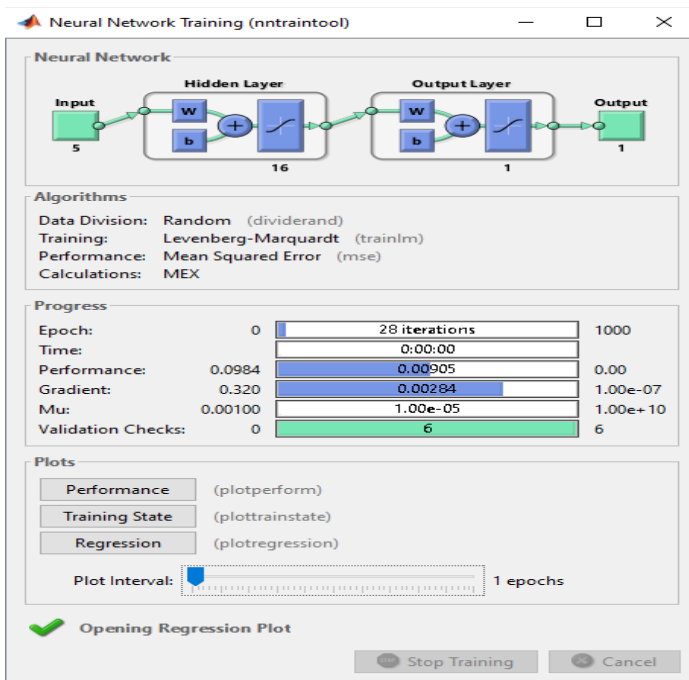 Neural Network Training (nntraintool)
Neural Network
Hidden Layer Output Layer
Input Output
W W
b b
5 16 1 1
Algorithms
Data Division: Random (dividerand)
Training: Levenberg-Marquardt (trainlm)
Performance: Mean Squared Error (mse)
Calculations: MEX
Progress
Epoch: 0 28 iterations 1000
Time: 0:00:00
Performance: 0.0984 0.00905 0.00
Gradient: 0.320 0.00284 1.00e-07
Mu: 0.00100 1.00e-05 1.00e+10
Validation Checks: 0 6 6
Plots
Performance (plotperform)
Training State (plottrainstate)
Regression (plotregression)
Plot Interval: 1 epochs
Opening Regression Plot
Stop Training Cancel